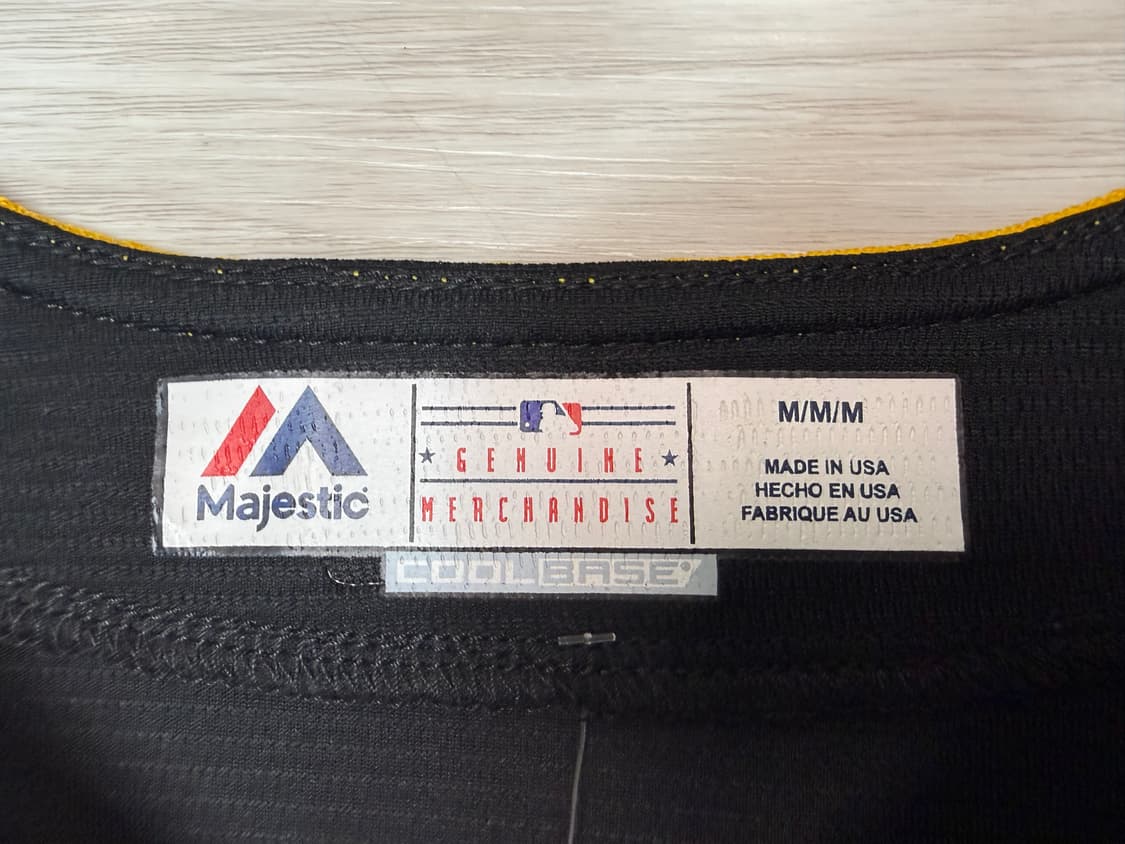 Majestic
GENUINE
MERCHANDISE
M/M/M
MADE IN USA
HECHO EN USA
FABRIQUE AU USA
COOLBASE